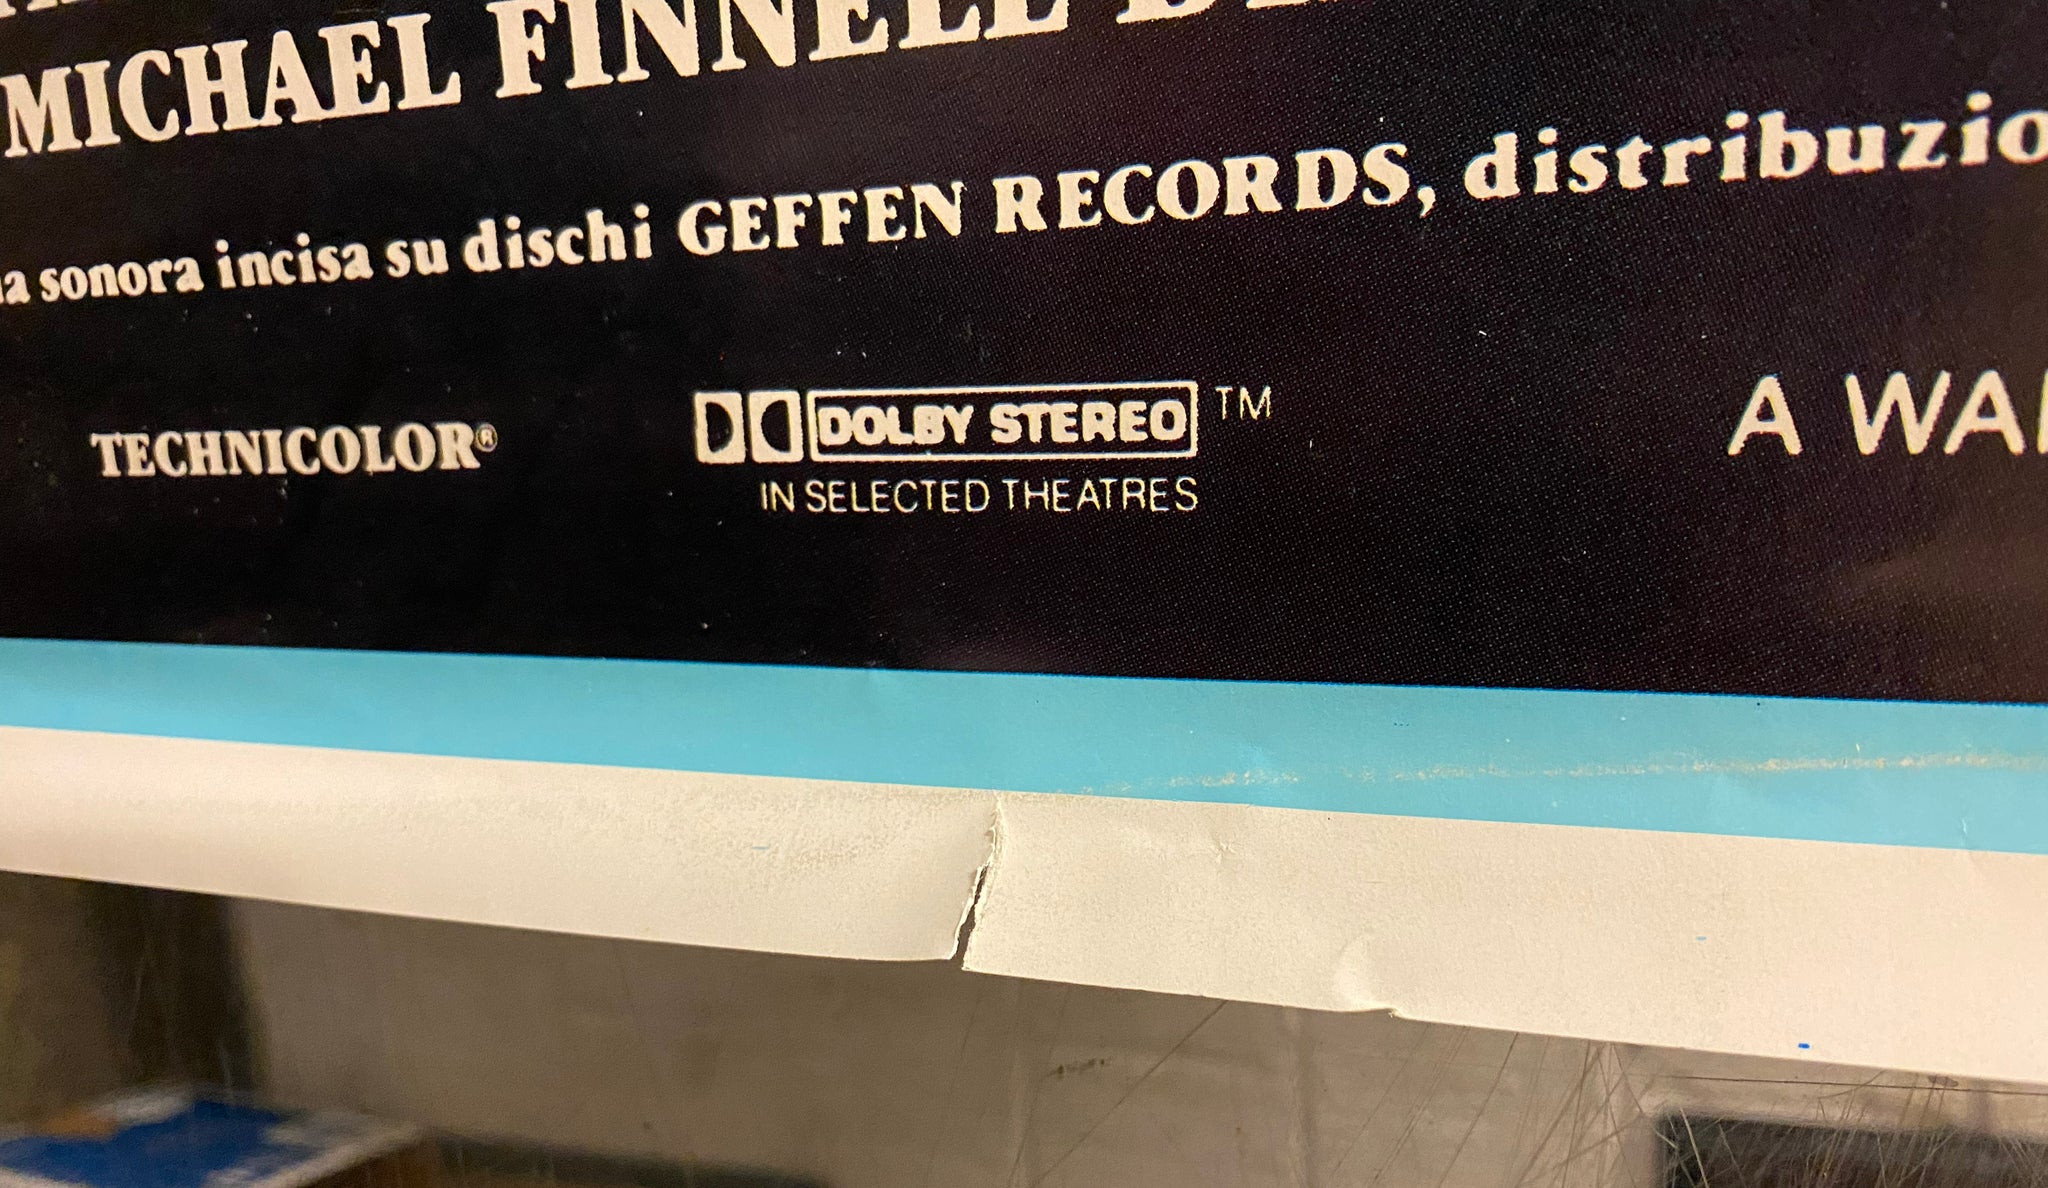 MICHAEL FINNELL
sonora incisa su dischi GEFFEN RECORDS, distribuzio
TECHNICOLOR®
DOLBY STEREO TM
IN SELECTED THEATRES
A WA